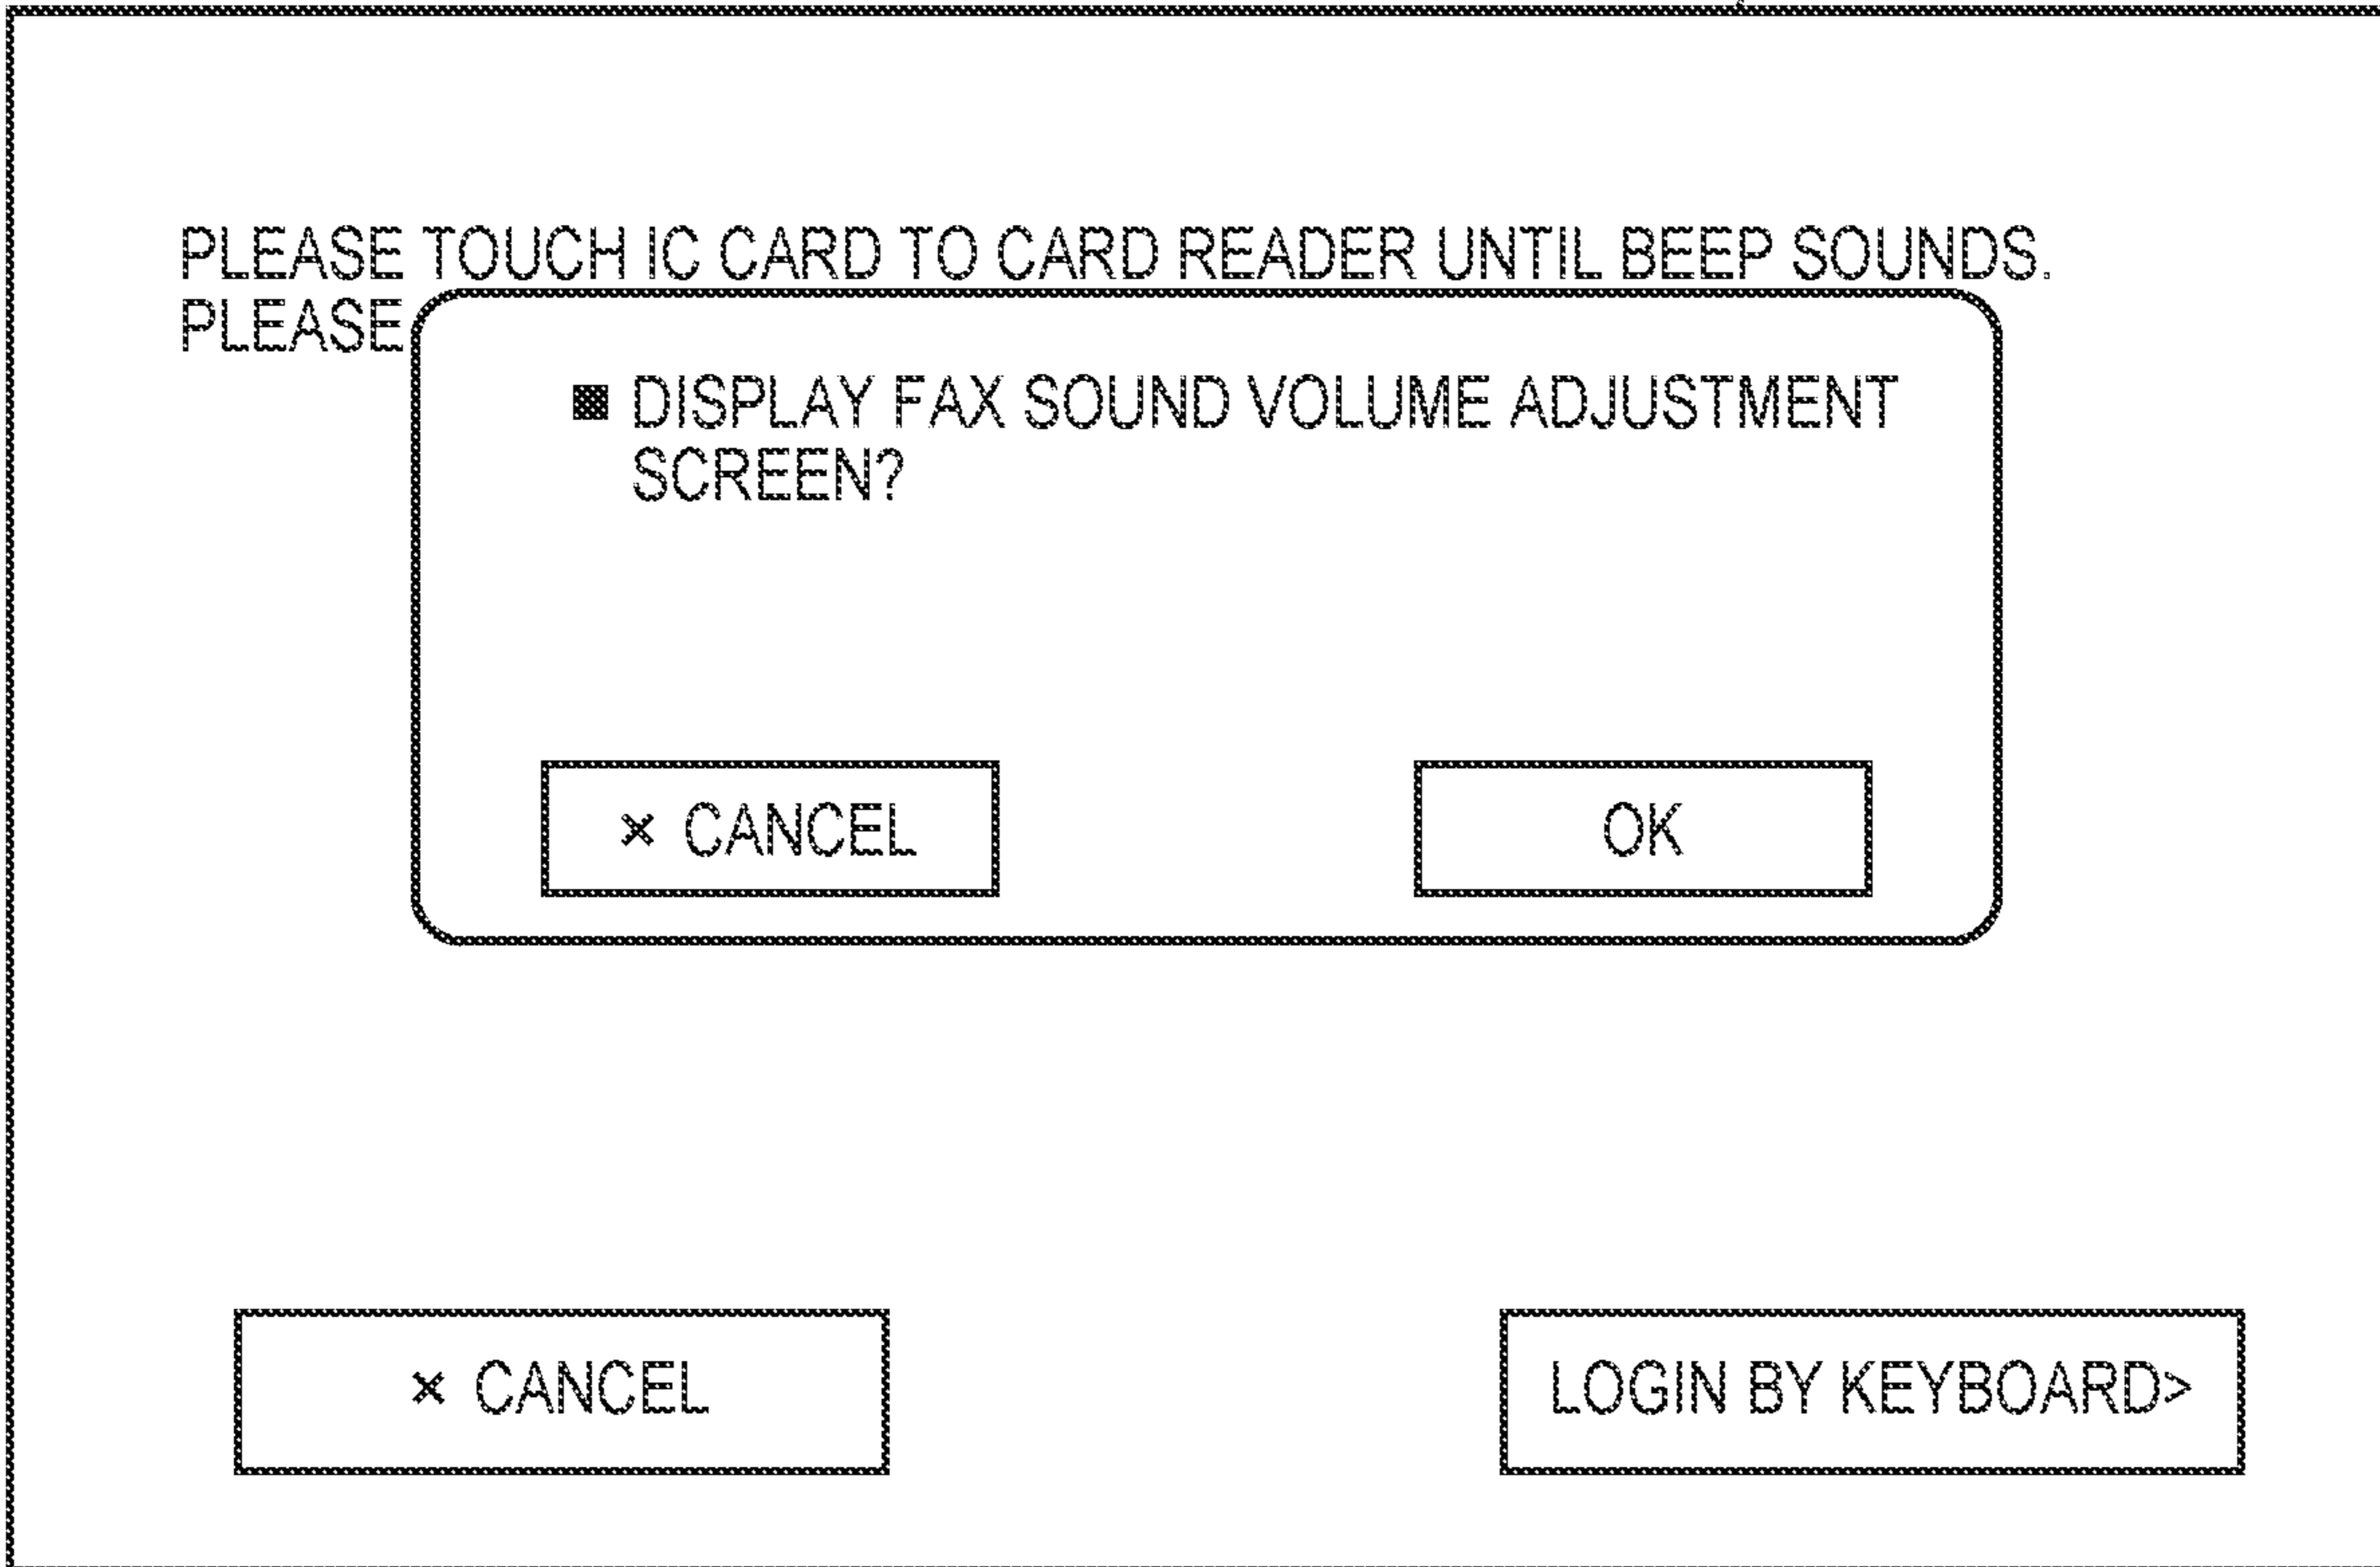 PLEASE TOUCH IC CARD TO CARD READER UNTIL BEEP SOUNDS.
PLEASE
■ DISPLAY FAX SOUND VOLUME ADJUSTMENT
SCREEN?
× CANCEL
OK
× CANCEL
LOGIN BY KEYBOARD>